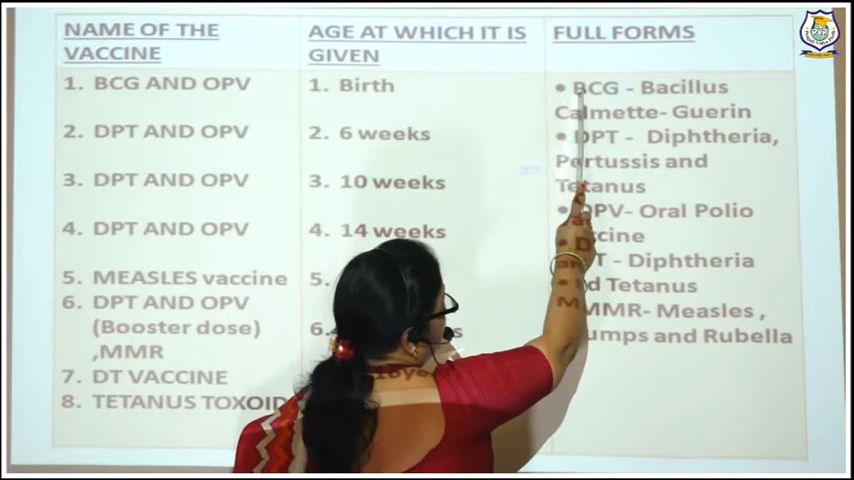 NAME OF THE VACCINE
AGE AT WHICH IT IS GIVEN
FULL FORMS
1. BCG AND OPV
1. Birth
2. DPT AND OPV
2. 6 weeks
3. DPT AND OPV
3. 10 weeks
4. DPT AND OPV
4. 14 weeks
5. MEASLES vaccine
5.
6. DPT AND OPV
(Booster dose)
,MMR
6.
7. DT VACCINE
8. TETANUS TOXOID
• BCG - Bacillus
Calmette- Guerin
• DPT - Diphtheria,
Pertussis and
Tetanus
• OPV- Oral Polio
- Diphtheria
Tetanus
MMR- Measles ,
and Rubella